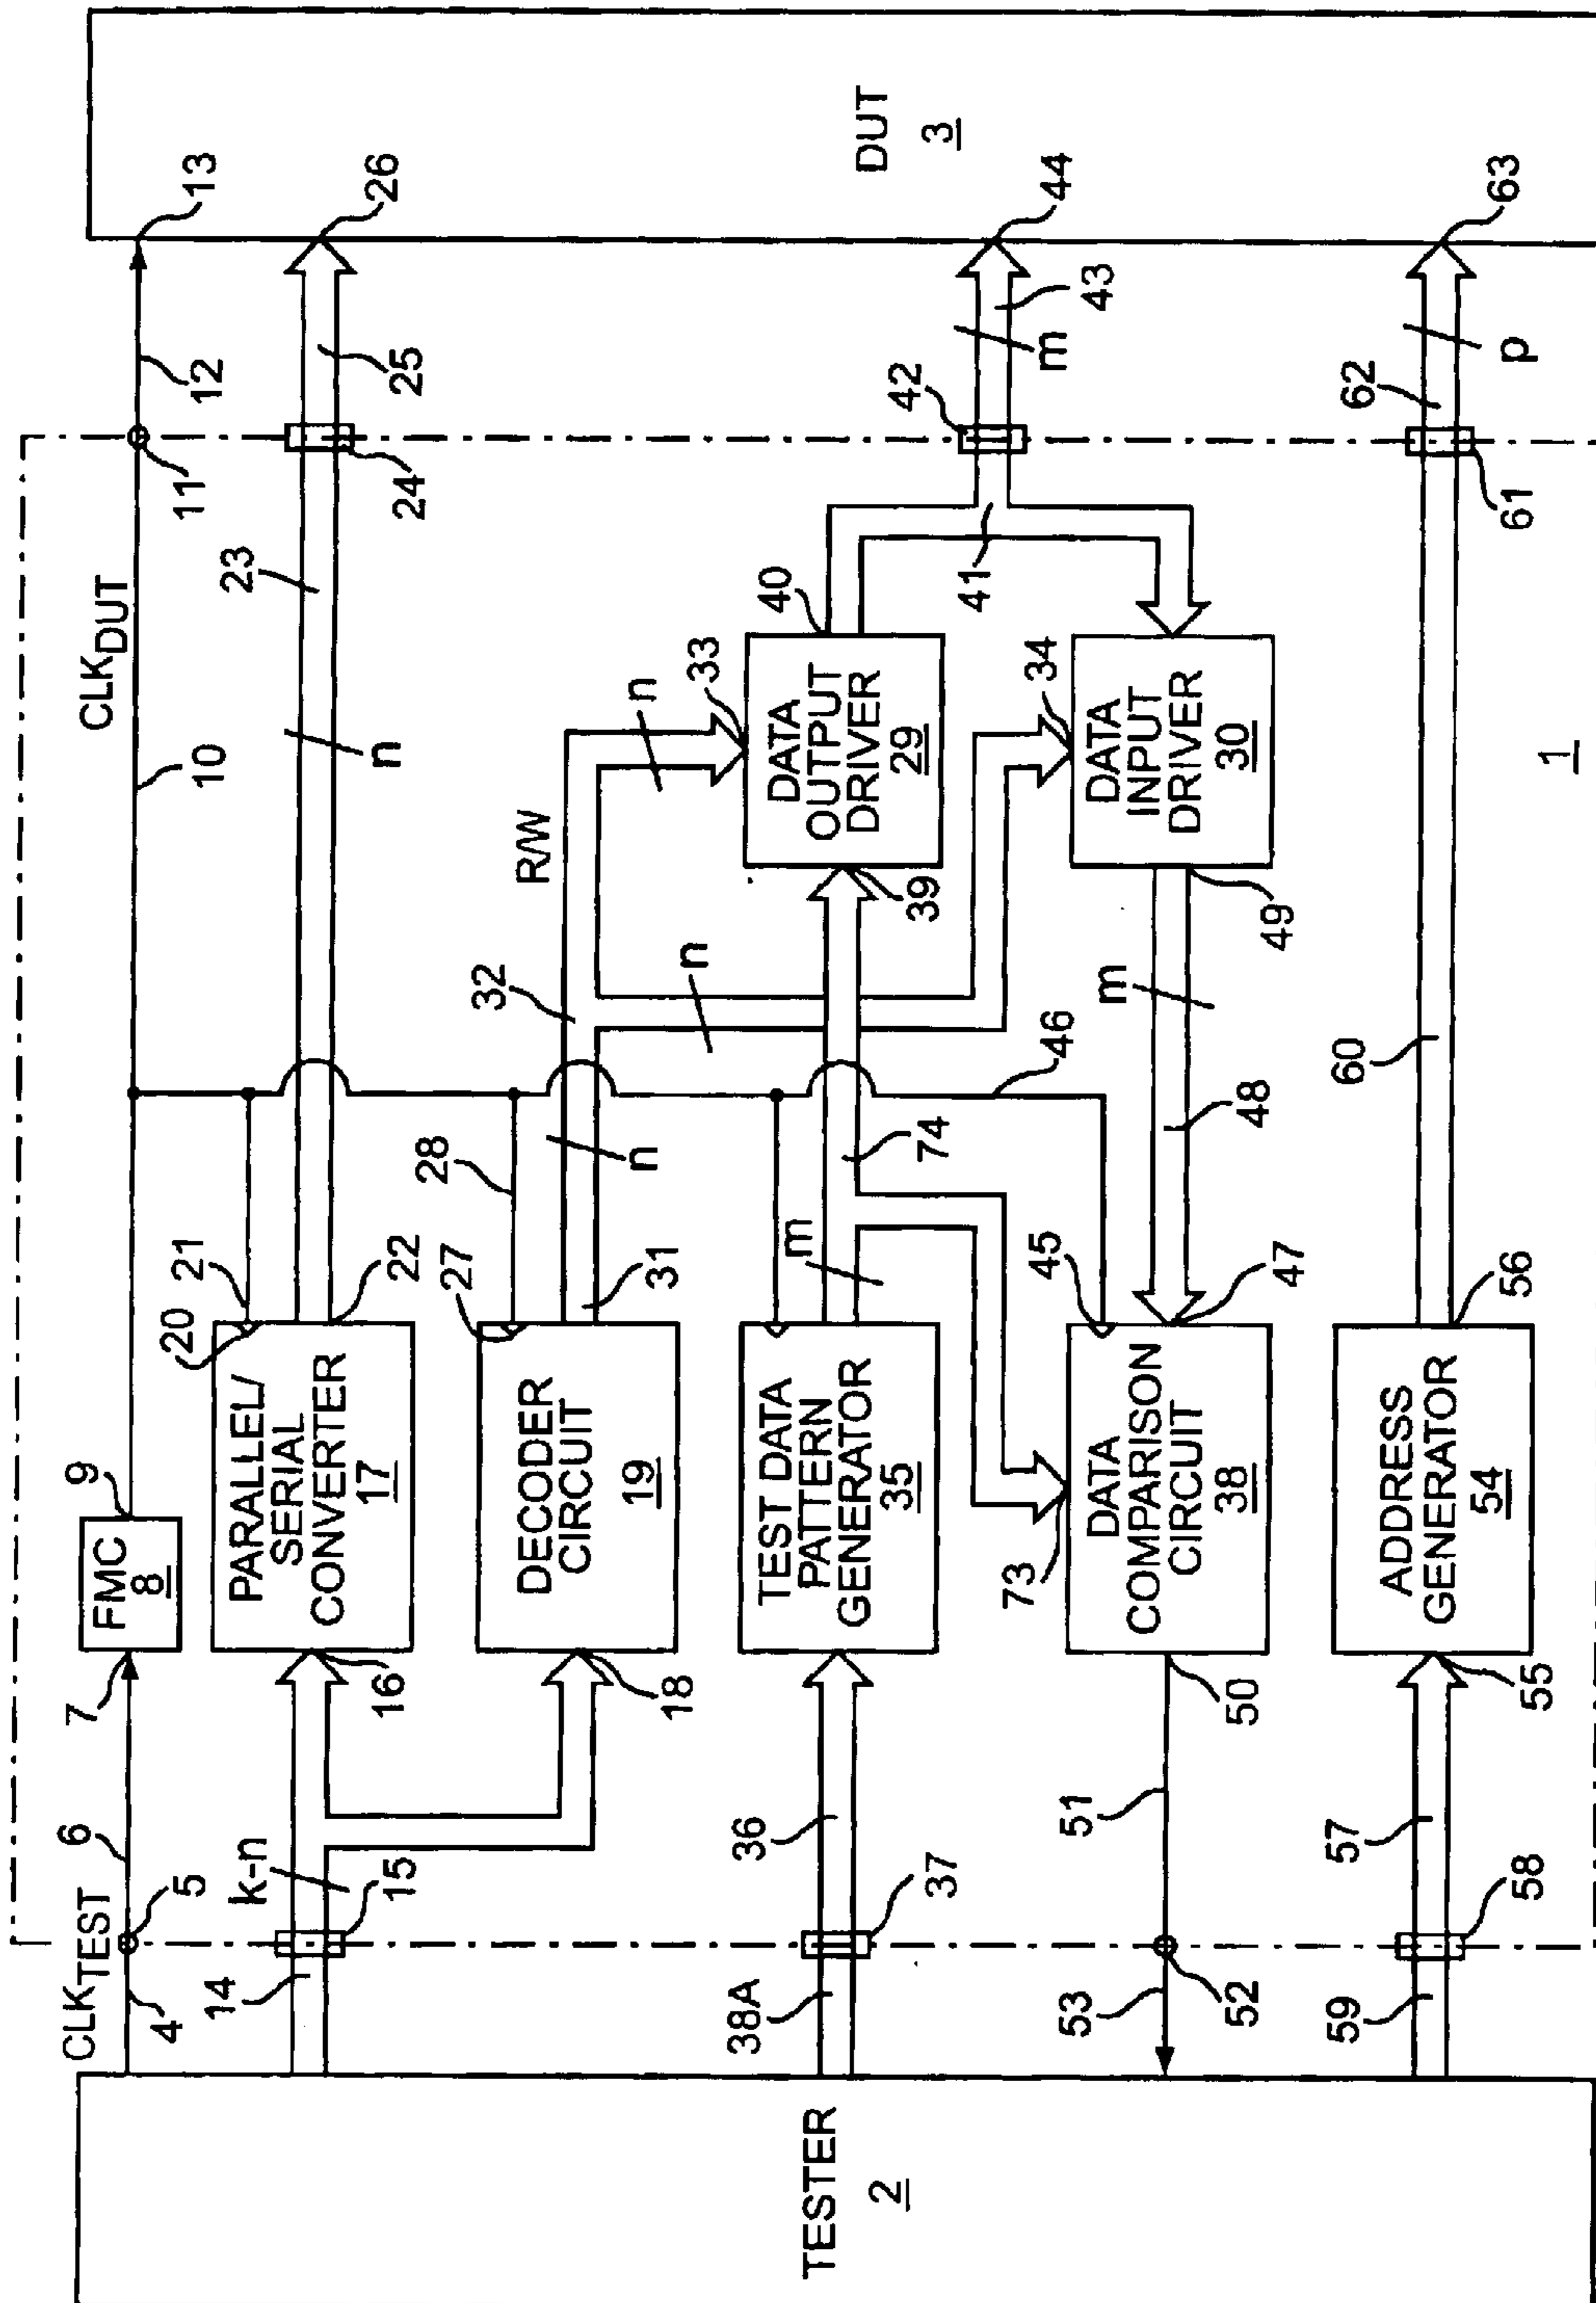 TESTER
2
CLKTEST
4
5
6
7
FMC
8
9
10
CLKDUT
11
12
13
14
k-n
15
16
PARALLEL/
SERIAL
CONVERTER
17
20
21
22
23
n
24
25
26
18
DECODER
CIRCUIT
19
27
28
31
n
32
R/W
n
n
33
DATA
OUTPUT
DRIVER
29
39
40
34
DATA
INPUT
DRIVER
30
49
41
42
m
43
44
38A
36
37
TEST DATA
PATTERN
GENERATOR
35
m
74
46
73
DATA
COMPARISON
CIRCUIT
38
45
47
48
m
50
51
52
53
59
58
57
55
ADDRESS
GENERATOR
54
56
60
61
62
p
63
DUT
3
1